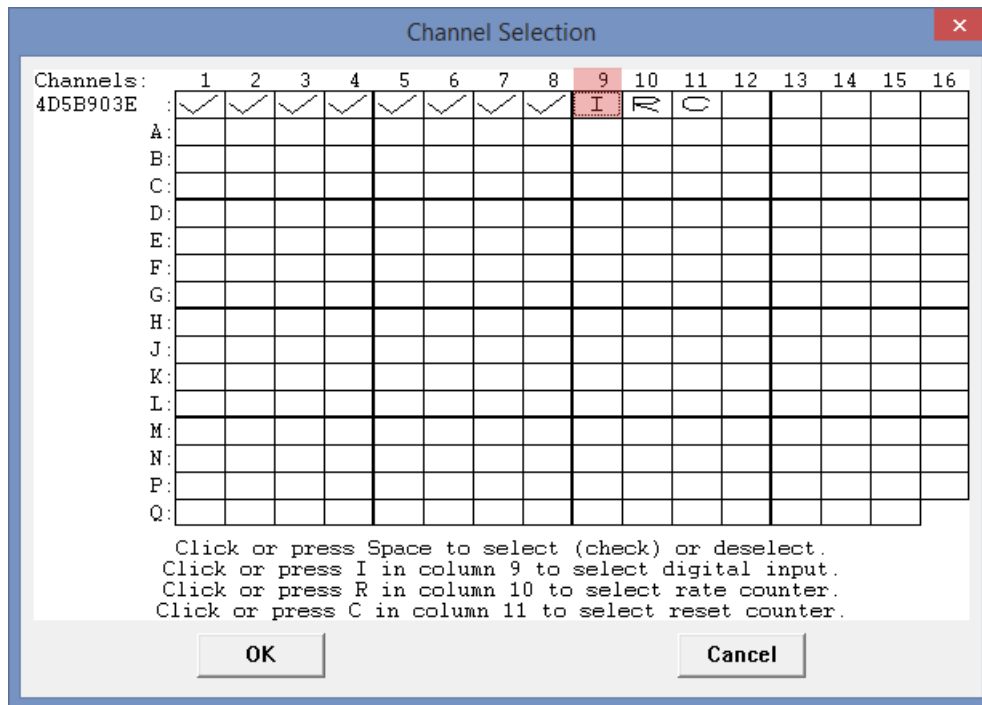 Channel Selection
×
Channels: 1 2 3 4 5 6 7 8 9 10 11 12 13 14 15 16
4D5B903E : ✓ ✓ ✓ ✓ ✓ ✓ ✓ ✓ I R C
A:
B:
C:
D:
E:
F:
G:
H:
J:
K:
L:
M:
N:
P:
Q:
Click or press Space to select (check) or deselect.
Click or press I in column 9 to select digital input.
Click or press R in column 10 to select rate counter.
Click or press C in column 11 to select reset counter.
OK Cancel